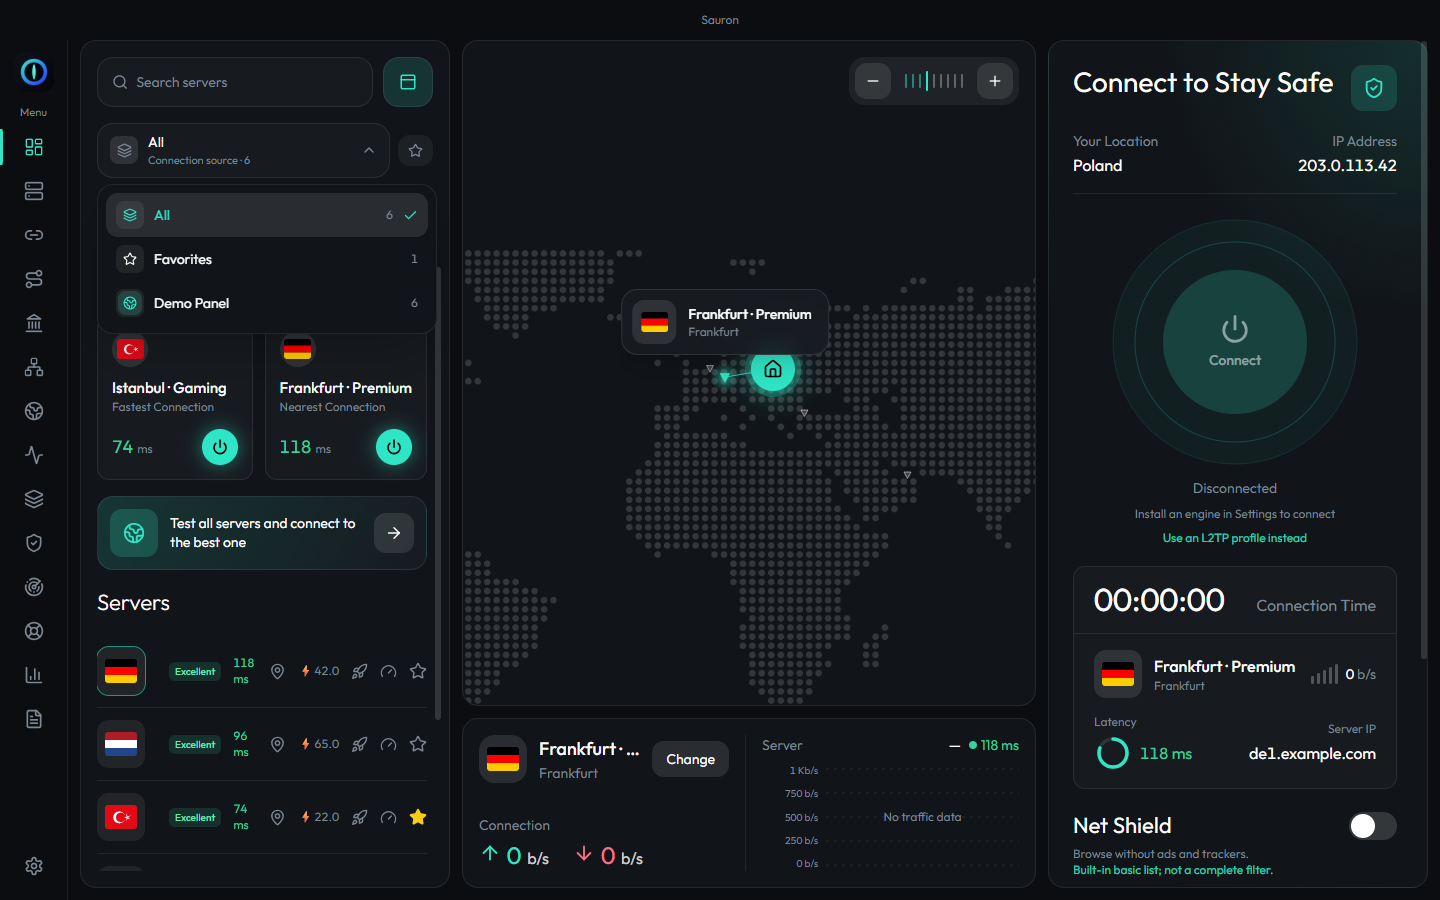 Sauron
Menu
Search servers
All
Connection source · 6
All 6
Favorites 1
Demo Panel 6
Istanbul · Gaming
Fastest Connection
74 ms
Frankfurt · Premium
Nearest Connection
118 ms
Test all servers and connect to
the best one
Servers
Excellent 118 ms 42.0
Excellent 96 ms 65.0
Excellent 74 ms 22.0
Frankfurt · Premium
Frankfurt
Frankfurt · ...
Frankfurt
Change
Connection
0 b/s 0 b/s
Server — 118 ms
1 Kb/s
750 b/s
500 b/s
250 b/s
0 b/s
No traffic data
Connect to Stay Safe
Your Location IP Address
Poland 203.0.113.42
Connect
Disconnected
Install an engine in Settings to connect
Use an L2TP profile instead
00:00:00 Connection Time
Frankfurt · Premium
Frankfurt
0 b/s
Latency Server IP
118 ms de1.example.com
Net Shield
Browse without ads and trackers.
Built-in basic list; not a complete filter.